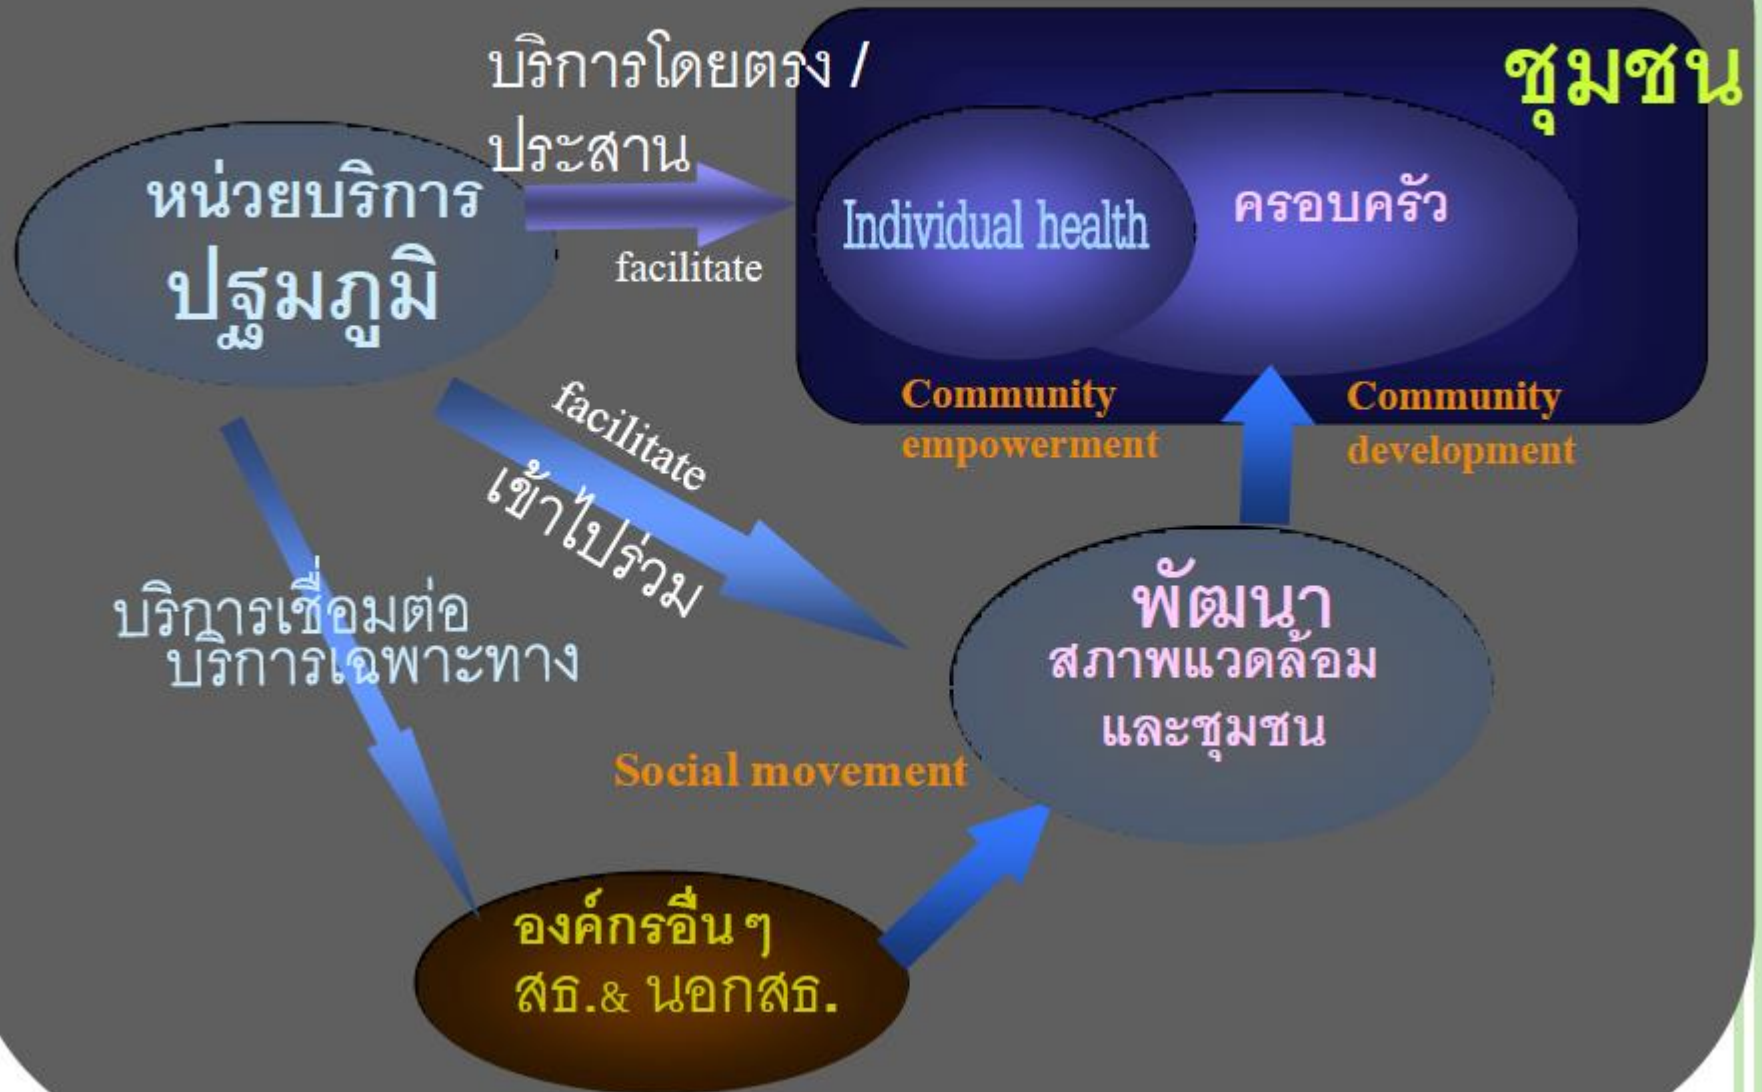 บริการโดยตรง /
ประสาน
ชุมชน
หน่วยบริการ
ปฐมภูมิ
facilitate
Individual health
ครอบครัว
Community
empowerment
Community
development
facilitate
เข้าไปร่วม
บริการเชื่อมต่อ
บริการเฉพาะทาง
พัฒนา
สภาพแวดล้อม
และชุมชน
Social movement
องค์กรอื่นๆ
สธ.& นอกสธ.